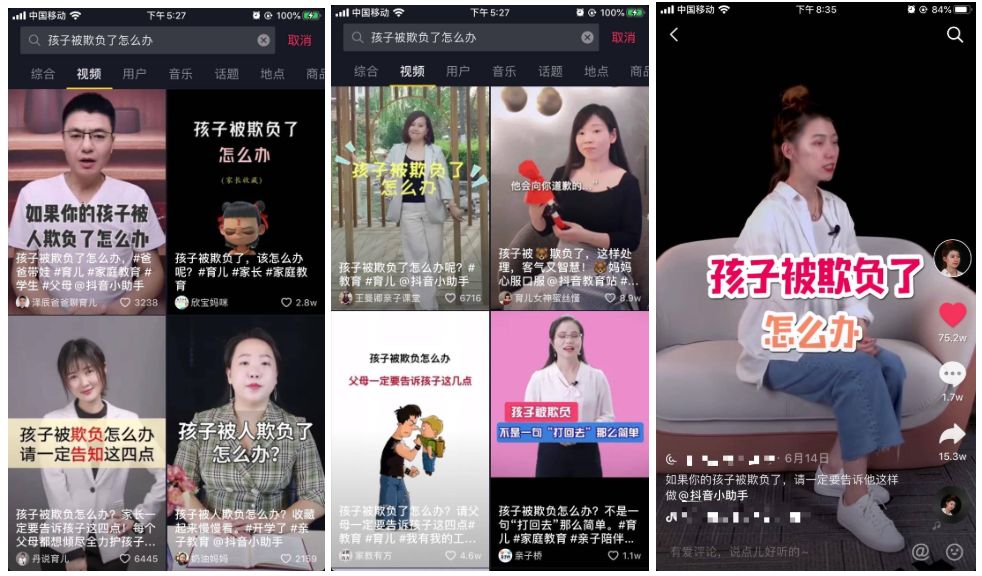 中国移动
下午5:27
100%
孩子被欺负了怎么办
取消
综合
视频
用户
音乐
话题
地点
商品
如果你的孩子被
人欺负了怎么办
孩子被欺负了怎么办，#爸
爸带娃 #育儿 #家庭教育 #
学生 #父母 @抖音小助手
泽辰爸爸聊育儿
3238
孩子被欺负了
怎么办
(家长收藏)
孩子被欺负了，该怎么办
呢？#育儿 #家长 #家庭教
育
欣宝妈咪
2.8w
孩子被欺负怎么办
请一定告知这四点
孩子被欺负怎么办？家长一
定要告诉孩子这四点！每个
父母都想倾尽全力护孩子...
丹说育儿
6445
孩子被人欺负了
怎么办？
孩子被人欺负怎么办？收藏
起来慢慢看。#开学了 #亲
子教育 @抖音小助手
奶油妈妈
2159
中国移动
下午5:27
100%
孩子被欺负了怎么办
取消
综合
视频
用户
音乐
话题
地点
商品
孩子被欺负了
怎么办
孩子被欺负了怎么办呢？#
教育 #育儿 @抖音小助手
王曼卿亲子课堂
6716
他会向你道歉的..."
孩子被🐻欺负了，这样处
理，客气又智慧！🐻妈妈
心服口服 @抖音教育站 #...
育儿女神蜜丝懂
8.9w
孩子被欺负怎么办
父母一定要告诉孩子这几点
孩子被欺负了怎么办？请父
母一定要告诉孩子这四点#
教育 #育儿 #我有我的工...
家教有方
4.6w
孩子被欺负
不是一句“打回去”那么简单
孩子被欺负怎么办？不是一
句“打回去”那么简单。#育
儿 #家庭教育 #亲子陪伴...
亲子桥
1.1w
中国移动
下午8:35
84%
孩子被欺负了
怎么办
75.2w
1.7w
15.3w
· 6月14日
如果你的孩子被欺负了，请一定要告诉他这样
做@抖音小助手
有爱评论，说点儿好听的~